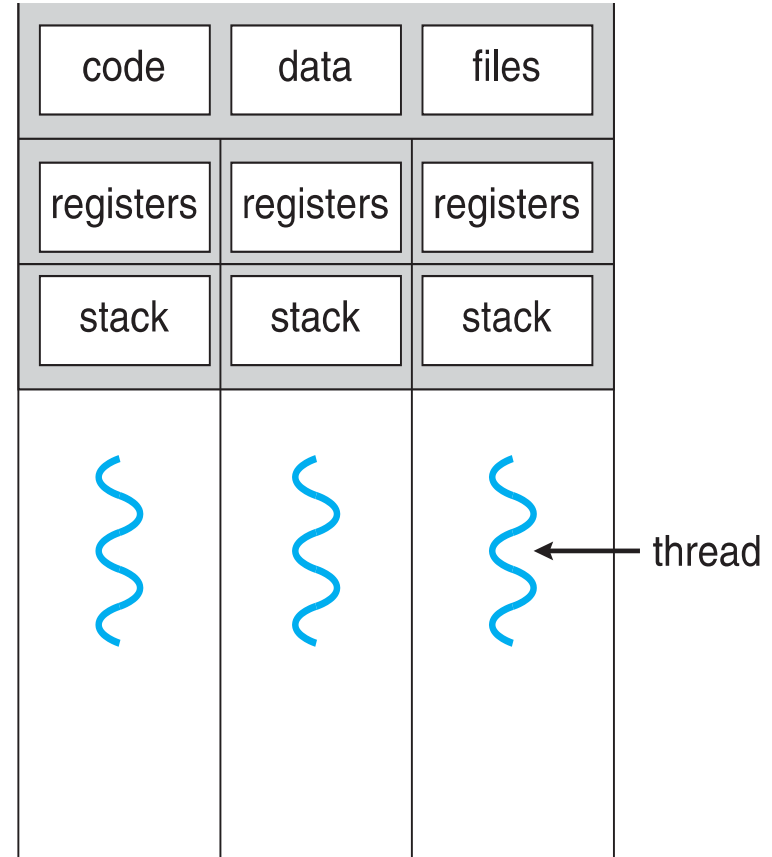 code data files
registers registers registers
stack stack stack
thread